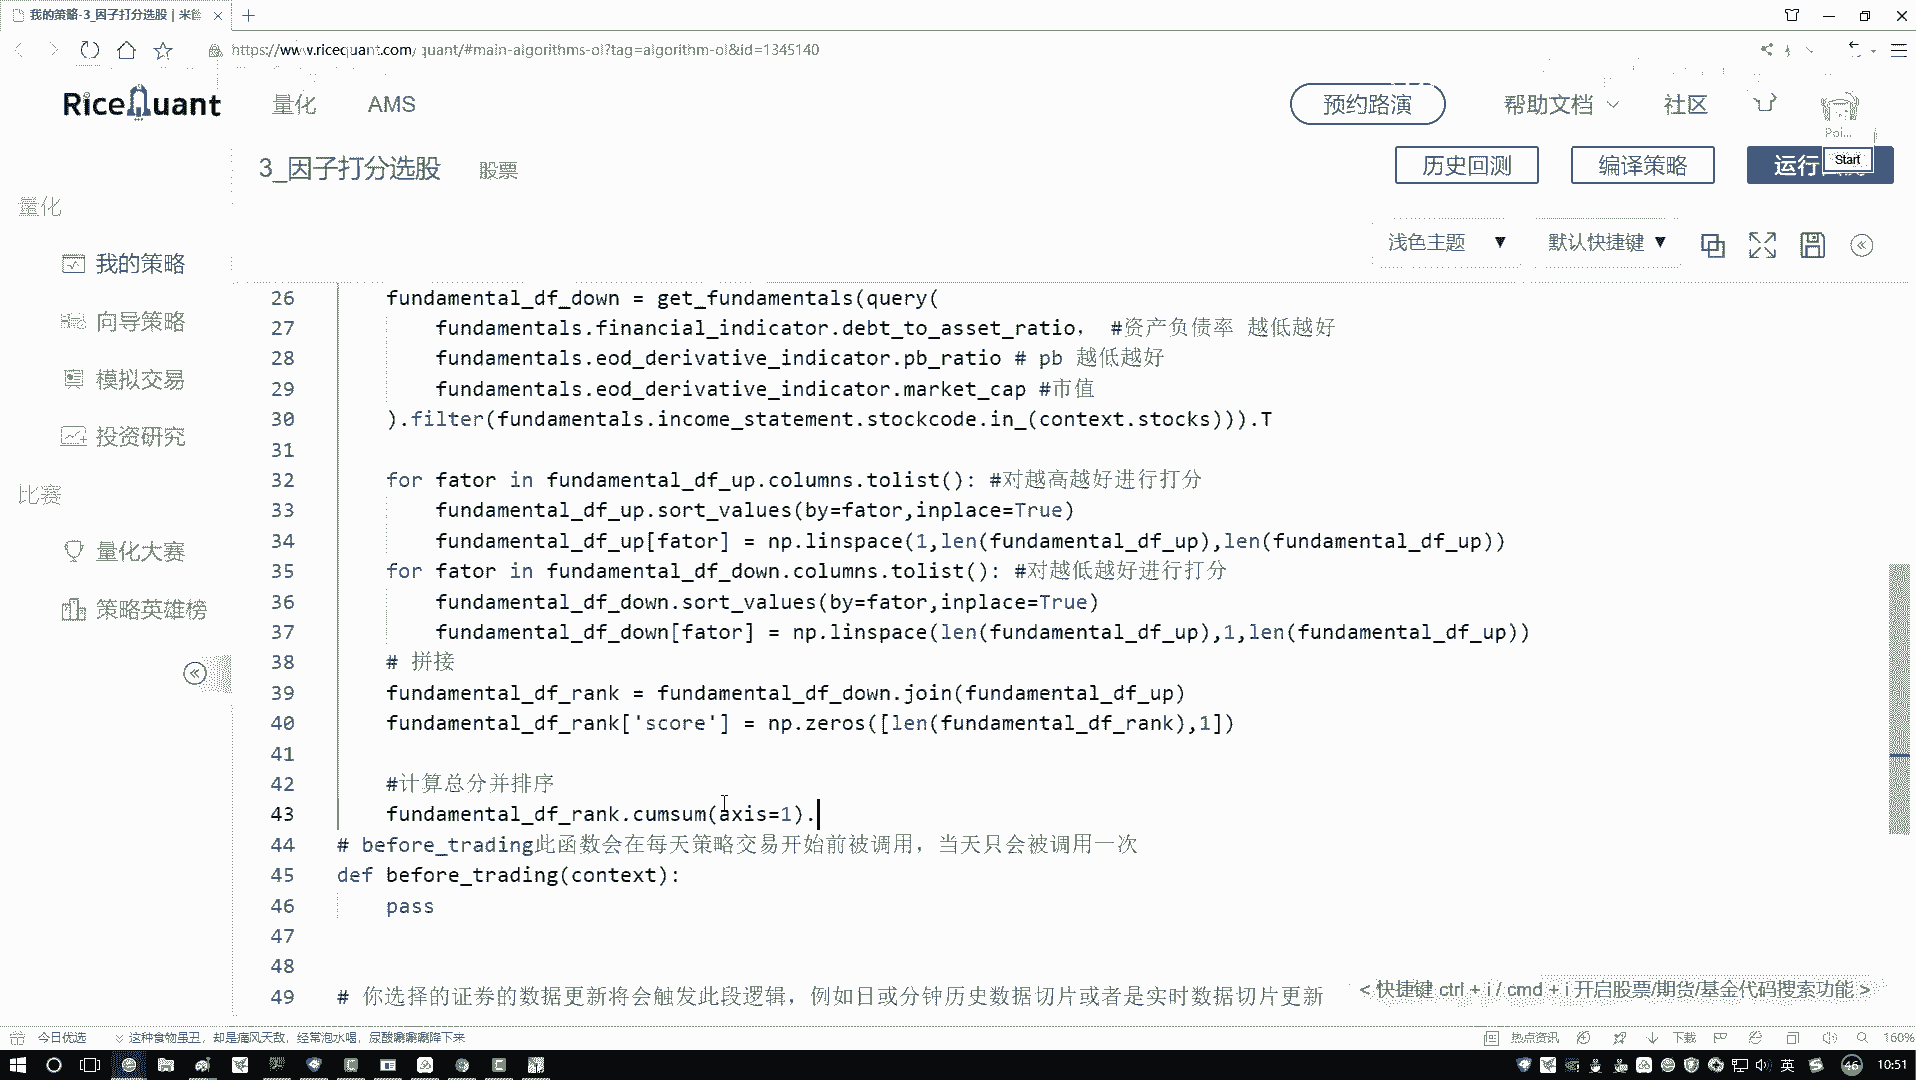 我的策略-3_因子打分选股 | 米筐
https://www.ricequant.com/quant/#main-algorithms-ol?tag=algorithm-ol&id=1345140
RiceQuant 量化 AMS 预约路演 帮助文档 社区
Poi...
3_因子打分选股 股票 历史回测 编译策略 运行 Start
量化
浅色主题 ▼ 默认快捷键 ▼
我的策略
向导策略
模拟交易
投资研究
比赛
量化大赛
策略英雄榜
26 fundamental_df_down = get_fundamentals(query(
27 fundamentals.financial_indicator.debt_to_asset_ratio， #资产负债率 越低越好
28 fundamentals.eod_derivative_indicator.pb_ratio # pb 越低越好
29 fundamentals.eod_derivative_indicator.market_cap #市值
30 ).filter(fundamentals.income_statement.stockcode.in_(context.stocks))).T
31
32 for fator in fundamental_df_up.columns.tolist(): #对越高越好进行打分
33 fundamental_df_up.sort_values(by=fator,inplace=True)
34 fundamental_df_up[fator] = np.linspace(1,len(fundamental_df_up),len(fundamental_df_up))
35 for fator in fundamental_df_down.columns.tolist(): #对越低越好进行打分
36 fundamental_df_down.sort_values(by=fator,inplace=True)
37 fundamental_df_down[fator] = np.linspace(len(fundamental_df_up),1,len(fundamental_df_up))
38 # 拼接
39 fundamental_df_rank = fundamental_df_down.join(fundamental_df_up)
40 fundamental_df_rank['score'] = np.zeros([len(fundamental_df_rank),1])
41
42 #计算总分并排序
43 fundamental_df_rank.cumsum(axis=1).
44 # before_trading此函数会在每天策略交易开始前被调用，当天只会被调用一次
45 def before_trading(context):
46 pass
47
48
49 # 你选择的证券的数据更新将会触发此段逻辑，例如日或分钟历史数据切片或者是实时数据切片更新
< 快捷键 ctrl + i / cmd + i 开启股票/期货/基金代码搜索功能 >
今日优选 这种食物虽丑，却是痛风天敌，经常泡水喝，尿酸唰唰唰降下来 热点资讯 下载 160%
英 46 10:51